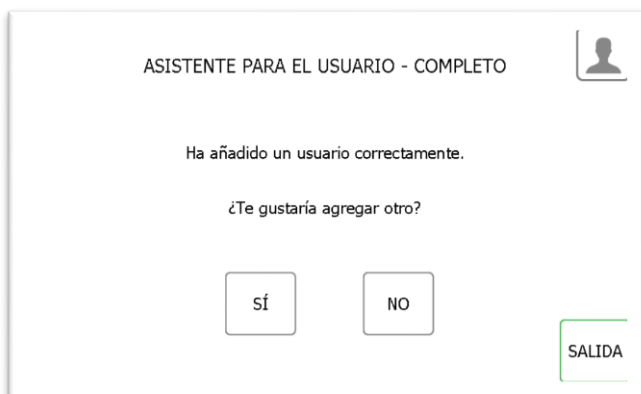 ASISTENTE PARA EL USUARIO - COMPLETO
Ha añadido un usuario correctamente.
¿Te gustaría agregar otro?
SÍ NO
SALIDA